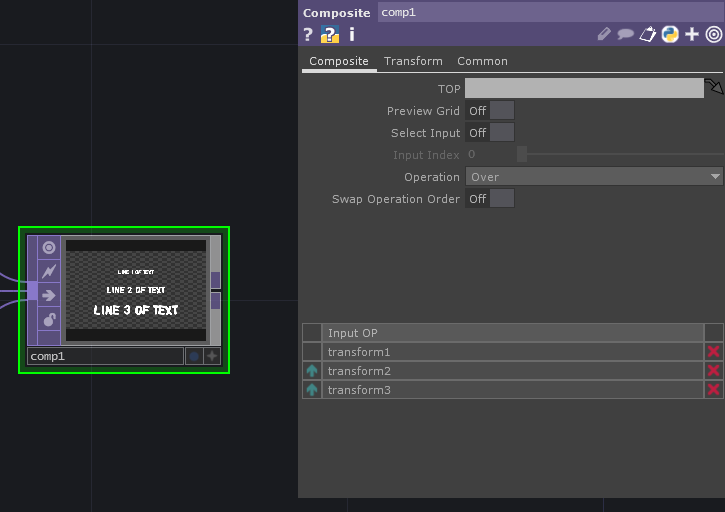 Composite comp1
? ? i
Composite Transform Common
TOP
Preview Grid Off
Select Input Off
Input Index 0
Operation Over
Swap Operation Order Off
LINE 1 OF TEXT
LINE 2 OF TEXT
LINE 3 OF TEXT
comp1
Input OP
transform1
transform2
transform3